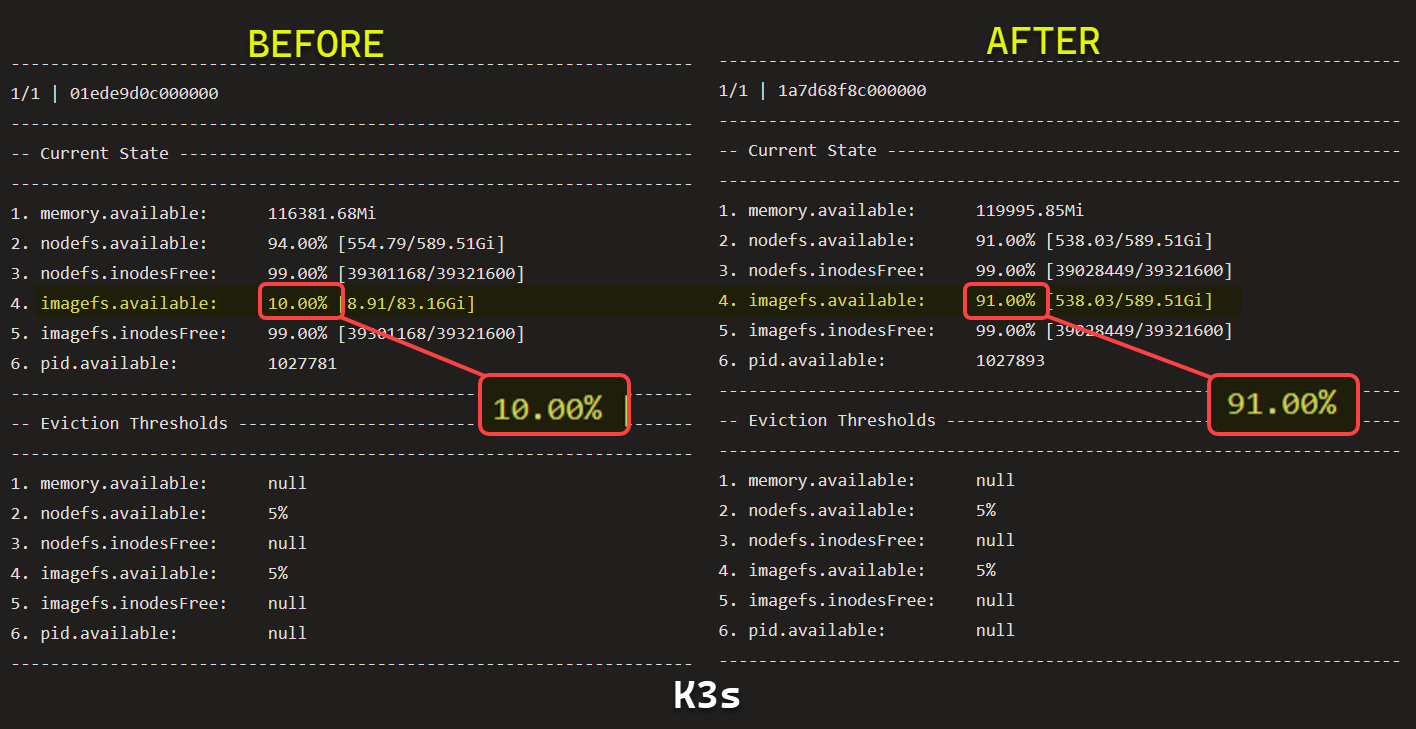 BEFORE
--------------------------------------------------------------------
1/1 | 01ede9d0c000000
--------------------------------------------------------------------
-- Current State ---------------------------------------------------
--------------------------------------------------------------------
1. memory.available: 116381.68Mi
2. nodefs.available: 94.00% [554.79/589.51Gi]
3. nodefs.inodesFree: 99.00% [39301168/39321600]
4. imagefs.available: 10.00% [8.91/83.16Gi]
5. imagefs.inodesFree: 99.00% [39301168/39321600]
6. pid.available: 1027781
--------------------------------------------------------------------
10.00%
-- Eviction Thresholds ---------------------------------------------
--------------------------------------------------------------------
1. memory.available: null
2. nodefs.available: 5%
3. nodefs.inodesFree: null
4. imagefs.available: 5%
5. imagefs.inodesFree: null
6. pid.available: null
--------------------------------------------------------------------
AFTER
--------------------------------------------------------------------
1/1 | 1a7d68f8c000000
--------------------------------------------------------------------
-- Current State ---------------------------------------------------
--------------------------------------------------------------------
1. memory.available: 119995.85Mi
2. nodefs.available: 91.00% [538.03/589.51Gi]
3. nodefs.inodesFree: 99.00% [39028449/39321600]
4. imagefs.available: 91.00% [538.03/589.51Gi]
5. imagefs.inodesFree: 99.00% [39028449/39321600]
6. pid.available: 1027893
--------------------------------------------------------------------
91.00%
-- Eviction Thresholds ---------------------------------------------
--------------------------------------------------------------------
1. memory.available: null
2. nodefs.available: 5%
3. nodefs.inodesFree: null
4. imagefs.available: 5%
5. imagefs.inodesFree: null
6. pid.available: null
--------------------------------------------------------------------
K3s